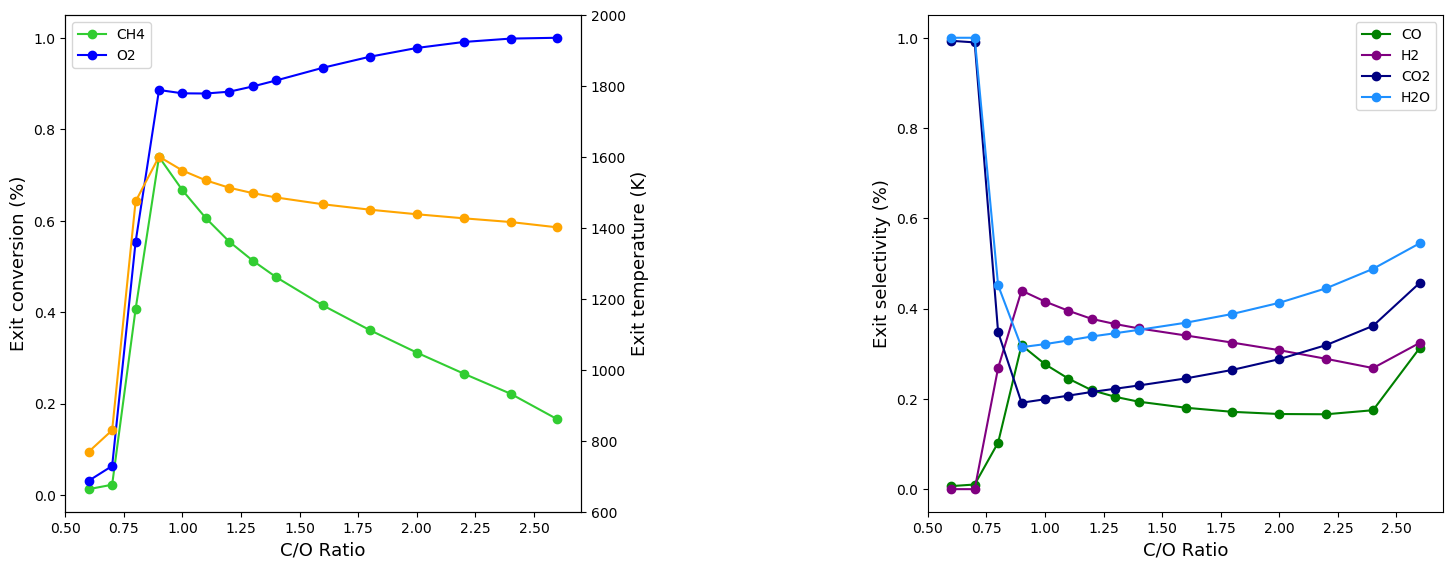 CH4
O2
1.0
0.8
0.6
0.4
0.2
0.0
Exit conversion (%)
0.50 0.75 1.00 1.25 1.50 1.75 2.00 2.25 2.50
C/O Ratio
2000
1800
1600
1400
1200
1000
800
600
Exit temperature (K)
CO
H2
CO2
H2O
1.0
0.8
0.6
0.4
0.2
0.0
Exit selectivity (%)
0.50 0.75 1.00 1.25 1.50 1.75 2.00 2.25 2.50
C/O Ratio